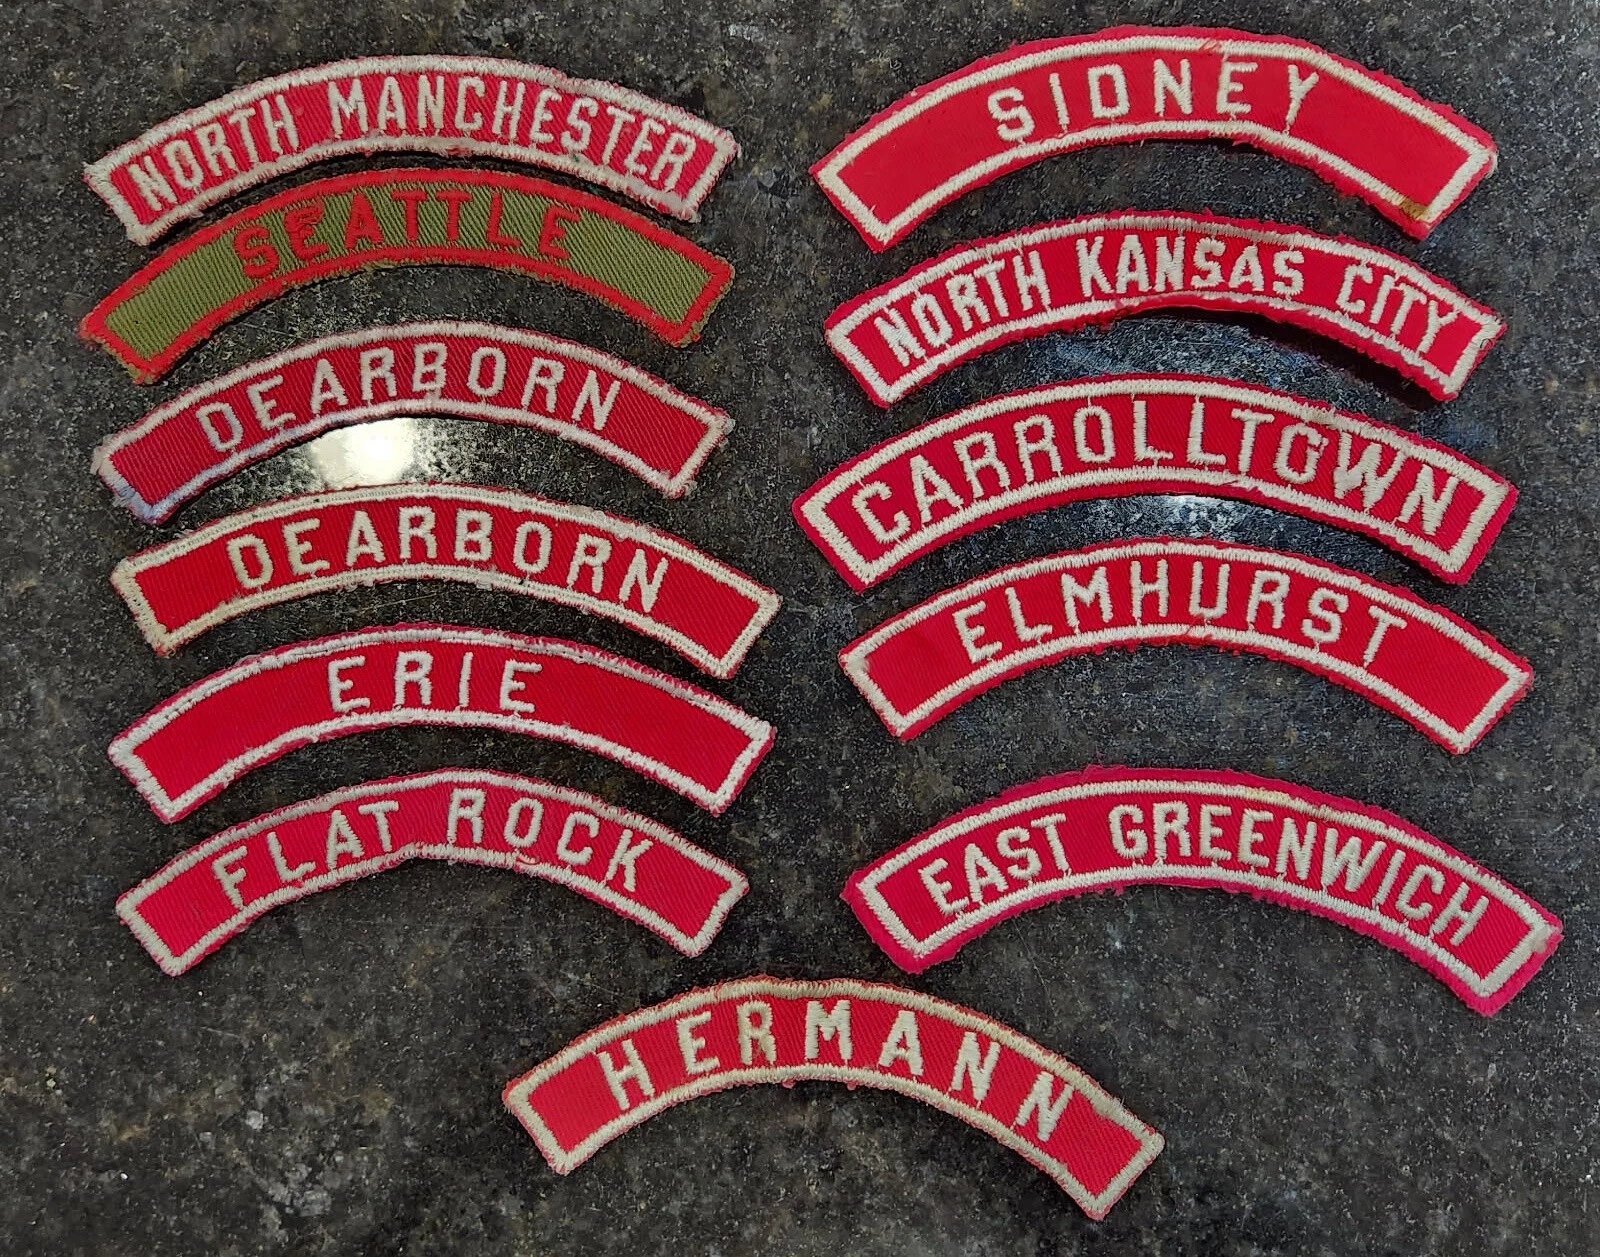 NORTH MANCHESTER
SEATTLE
DEARBORN
DEARBORN
ERIE
FLAT ROCK
SIDNEY
NORTH KANSAS CITY
CARROLLTOWN
ELMHURST
EAST GREENWICH
HERMANN